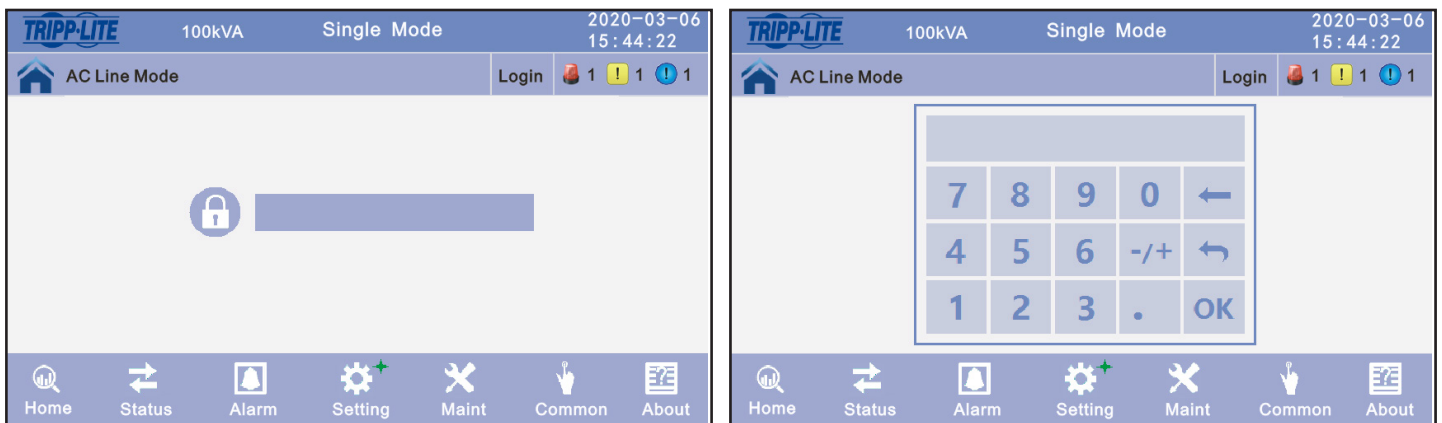 TRIPP·LITE 100kVA Single Mode 2020-03-06
15:44:22
AC Line Mode Login 1 ! 1 ! 1
Home Status Alarm Setting Maint Common About
TRIPP·LITE 100kVA Single Mode 2020-03-06
15:44:22
AC Line Mode Login 1 ! 1 ! 1
7 8 9 0
4 5 6 -/+
1 2 3 . OK
Home Status Alarm Setting Maint Common About